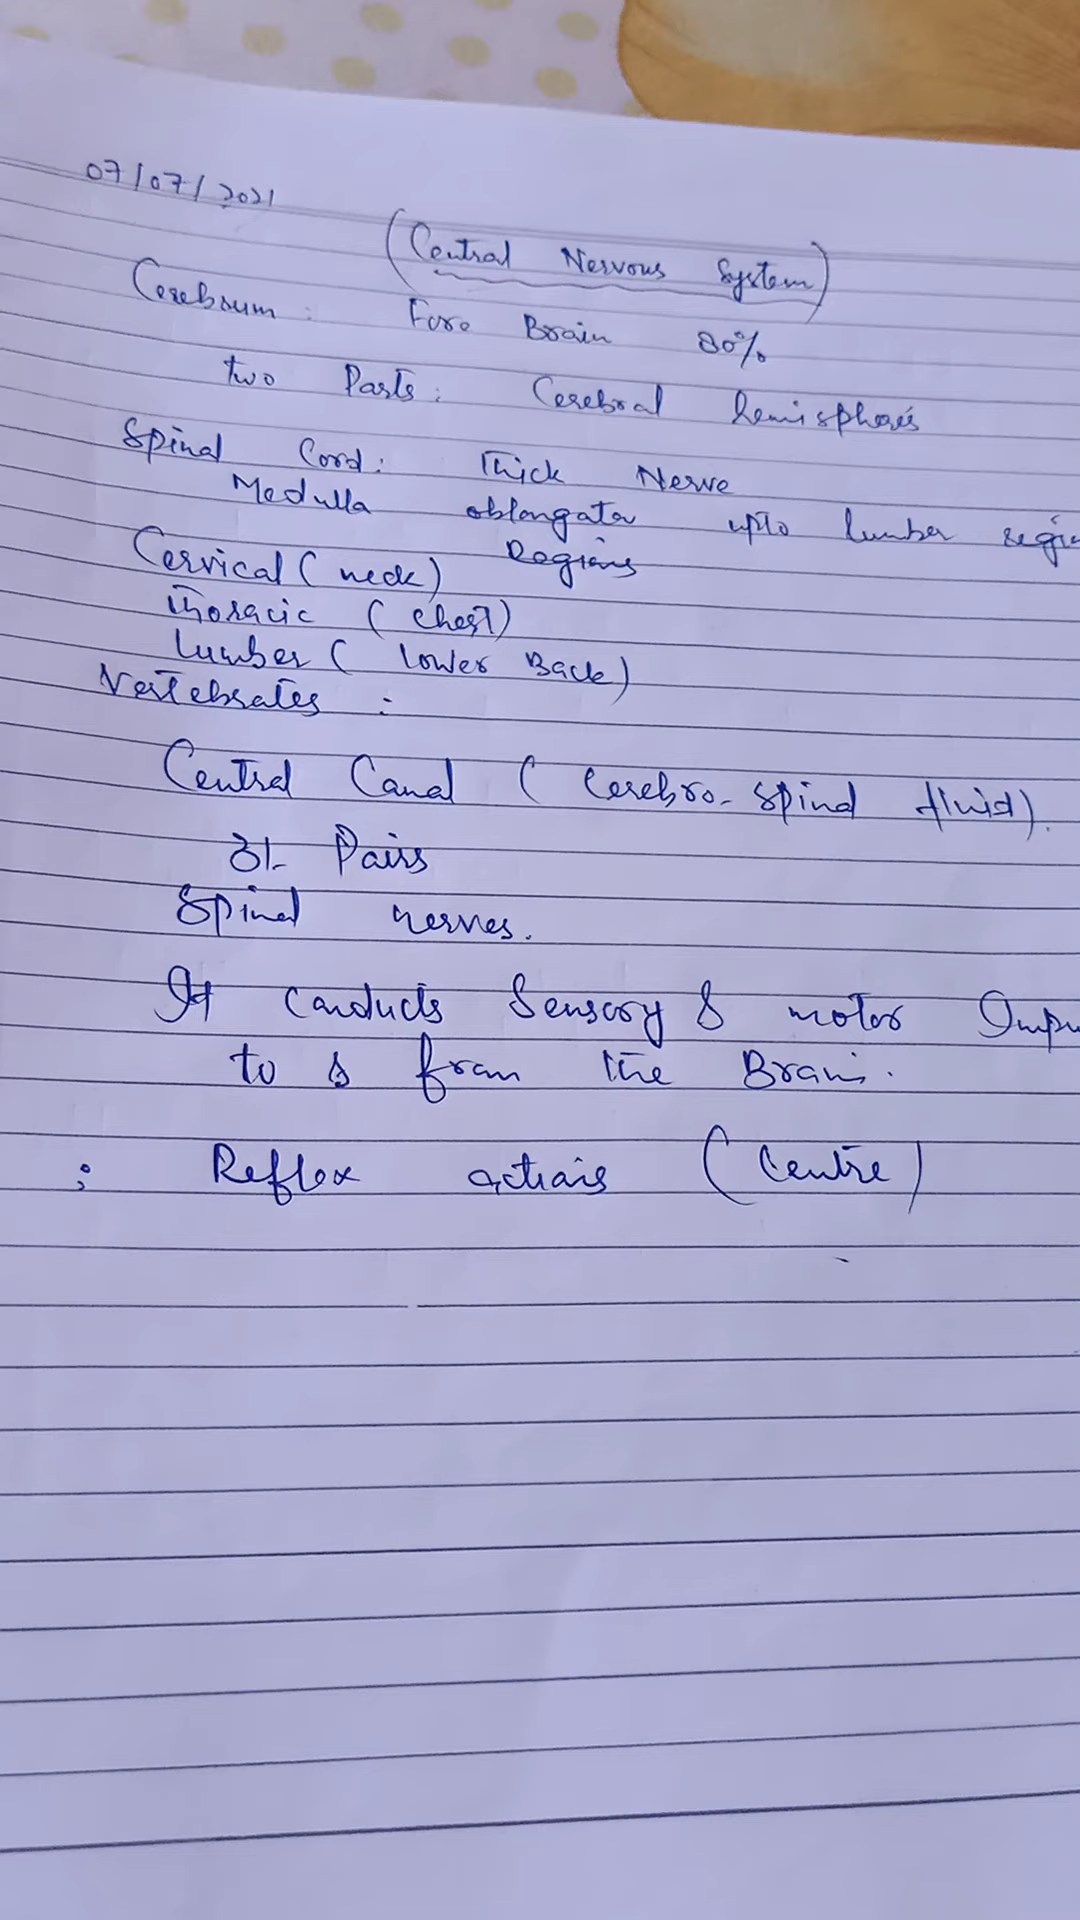 07/07/2021
(Central Nervous System)
Cerebrum : Fore Brain 80%
two Parts : Cerebral hemispheres
Spinal Cord : Thick Nerve
Medulla oblongata upto lumber regio
Regions
Cervical ( neck )
Thoracic ( chest )
Lumber ( lower Back )
Vertebrates :
Central Canal ( Cerebro-spinal fluid ).
31- Pairs
Spinal nerves.
It conducts Sensory & motor Impu
to & from the Brain.
: Reflex actions ( Centre )